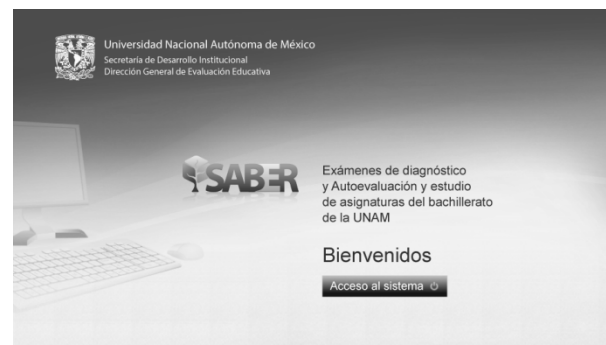 Universidad Nacional Autónoma de México
Secretaría de Desarrollo Institucional
Dirección General de Evaluación Educativa
SABER
Exámenes de diagnóstico
y Autoevaluación y estudio
de asignaturas del bachillerato
de la UNAM
Bienvenidos
Acceso al sistema